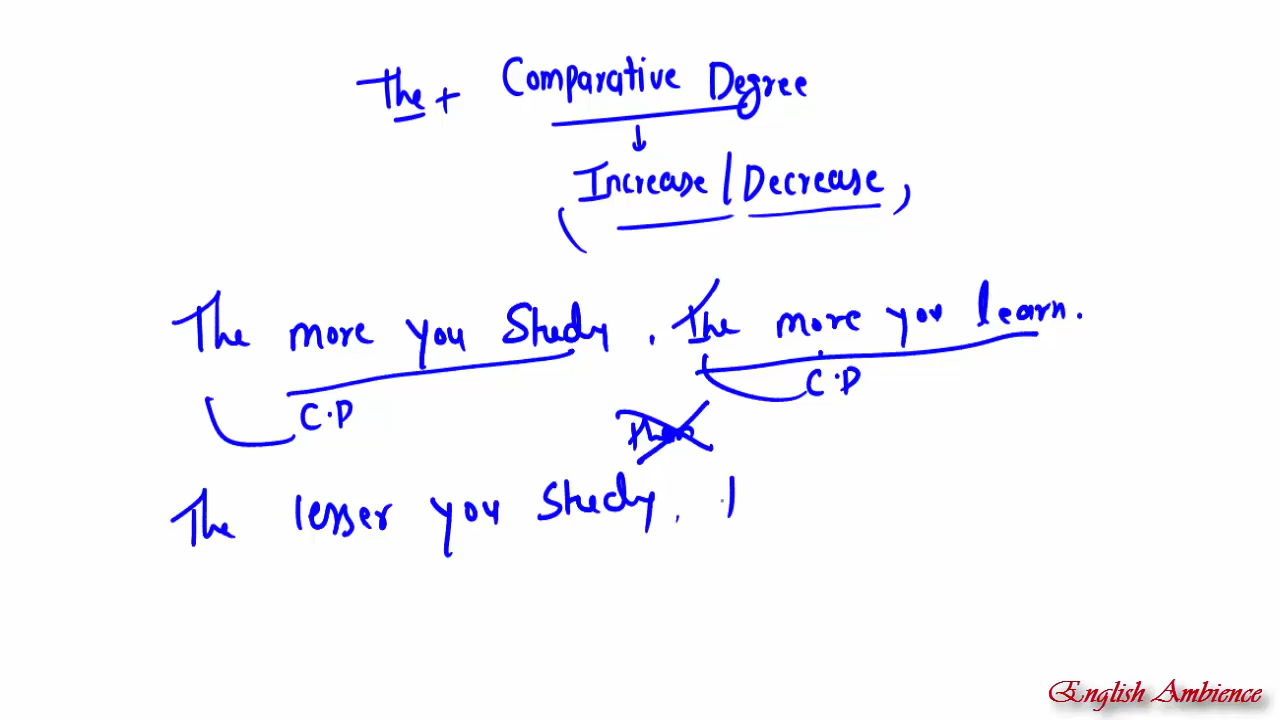 The + Comparative Degree
Increase / Decrease,
The more you Study, The more you learn.
C.D
C.D
Then
The lesser you Study,
English Ambience